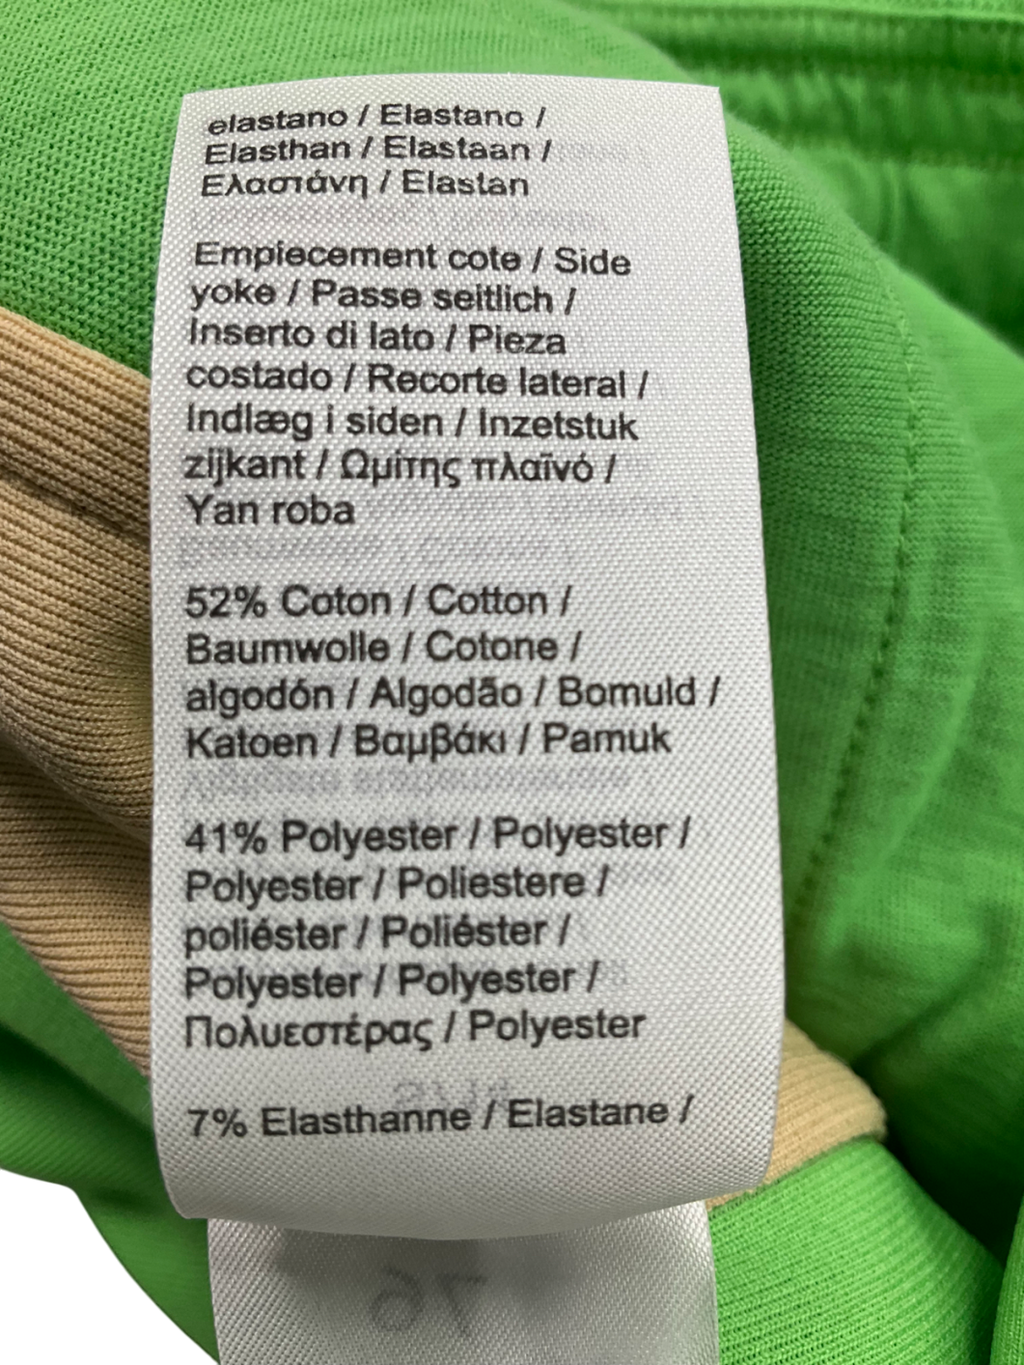 elastano / Elastano /
Elasthan / Elastaan /
Ελαστάνη / Elastan
Empiecement cote / Side
yoke / Passe seitlich /
Inserto di lato / Pieza
costado / Recorte lateral /
Indlæg i siden / Inzetstuk
zijkant / Ωμίτης πλαϊνό /
Yan roba
52% Coton / Cotton /
Baumwolle / Cotone /
algodón / Algodão / Bomuld /
Katoen / Βαμβάκι / Pamuk
41% Polyester / Polyester /
Polyester / Poliestere /
poliéster / Poliéster /
Polyester / Polyester /
Πολυεστέρας / Polyester
7% Elasthanne / Elastane /